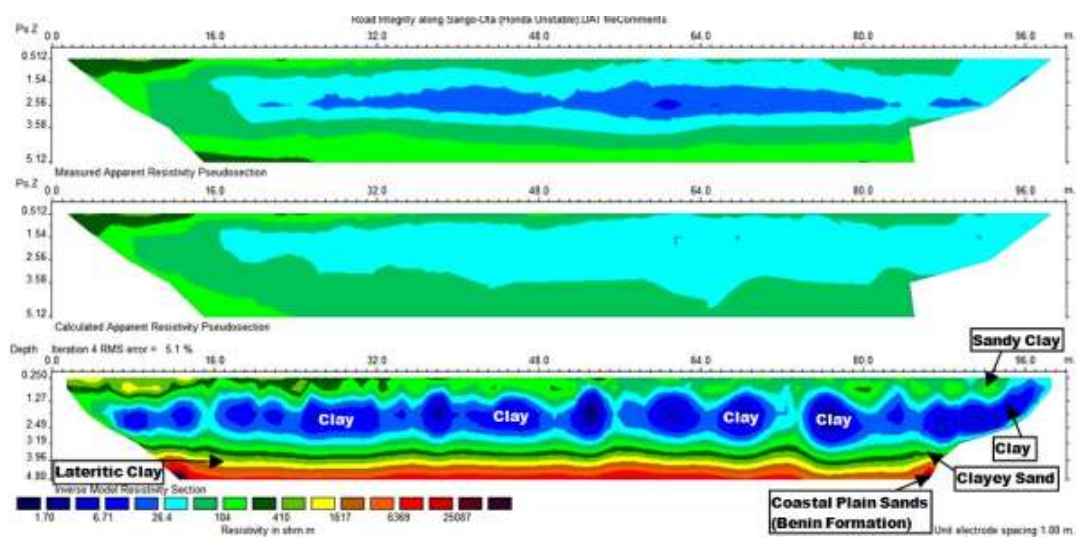 Road Integrity along Sango-Ota (Honda Unstable).DAT fileComments
Ps.Z 0.0 16.0 32.0 48.0 64.0 80.0 96.0 m.
0.512
1.54
2.56
3.58
5.12
Measured Apparent Resistivity Pseudosection
Ps.Z 0.0 16.0 32.0 48.0 64.0 80.0 96.0 m.
0.512
1.54
2.56
3.58
5.12
Calculated Apparent Resistivity Pseudosection
Depth Iteration 4 RMS error = 5.1 %
Sandy Clay
0.0 16.0 32.0 48.0 64.0 80.0 96.0 m.
0.250
1.27
Clay Clay Clay Clay
2.49
3.19
Clay
3.96
Lateritic Clay
Clayey Sand
4.80
Inverse Model Resistivity Section
Coastal Plain Sands
(Benin Formation)
1.70 6.71 26.4 104 410 1617 6369 25087
Resistivity in ohm.m
Unit electrode spacing 1.00 m.